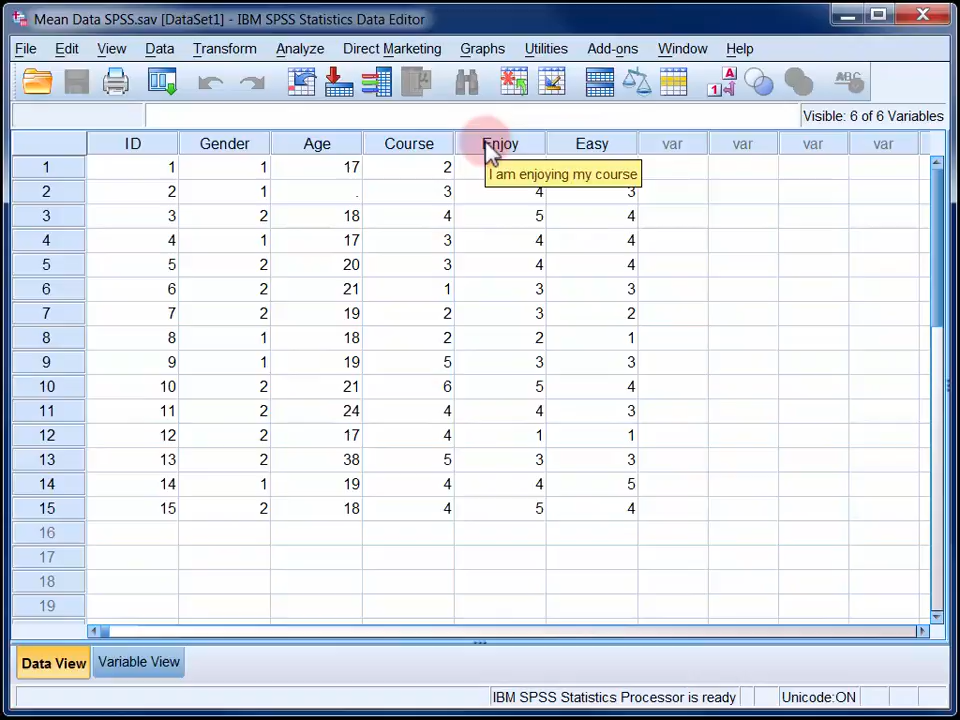 Mean Data SPSS.sav [DataSet1] - IBM SPSS Statistics Data Editor
File Edit View Data Transform Analyze Direct Marketing Graphs Utilities Add-ons Window Help
Visible: 6 of 6 Variables
ID Gender Age Course Enjoy Easy var var var var
1 1 1 17 2
I am enjoying my course
2 2 1 . 3 4 3
3 3 2 18 4 5 4
4 4 1 17 3 4 4
5 5 2 20 3 4 4
6 6 2 21 1 3 3
7 7 2 19 2 3 2
8 8 1 18 2 2 1
9 9 1 19 5 3 3
10 10 2 21 6 5 4
11 11 2 24 4 4 3
12 12 2 17 4 1 1
13 13 2 38 5 3 3
14 14 1 19 4 4 5
15 15 2 18 4 5 4
16
17
18
19
Data View Variable View
IBM SPSS Statistics Processor is ready Unicode:ON